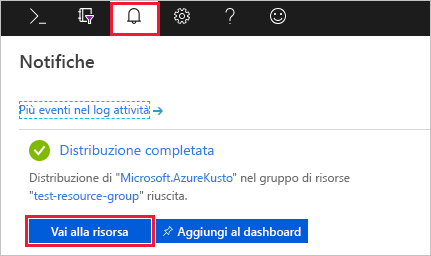 Notifiche
Più eventi nel log attività →
Distribuzione completata
Distribuzione di "Microsoft.AzureKusto" nel gruppo di risorse
"test-resource-group" riuscita.
Vai alla risorsa
Aggiungi al dashboard